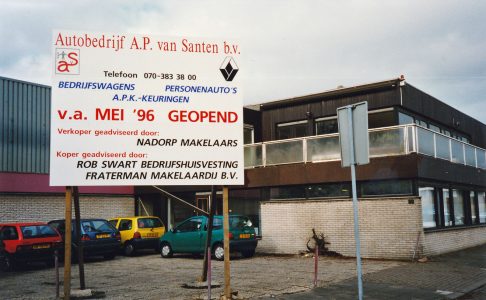 Autobedrijf A.P. van Santen b.v.
aS
Telefoon 070-383 38 00
BEDRIJFSWAGENS PERSONENAUTO'S
A.P.K.-KEURINGEN
v.a. MEI '96 GEOPEND
Verkoper geadviseerd door:
NADORP MAKELAARS
Koper geadviseerd door:
ROB SWART BEDRIJFSHUISVESTING
FRATERMAN MAKELAARDIJ B.V.